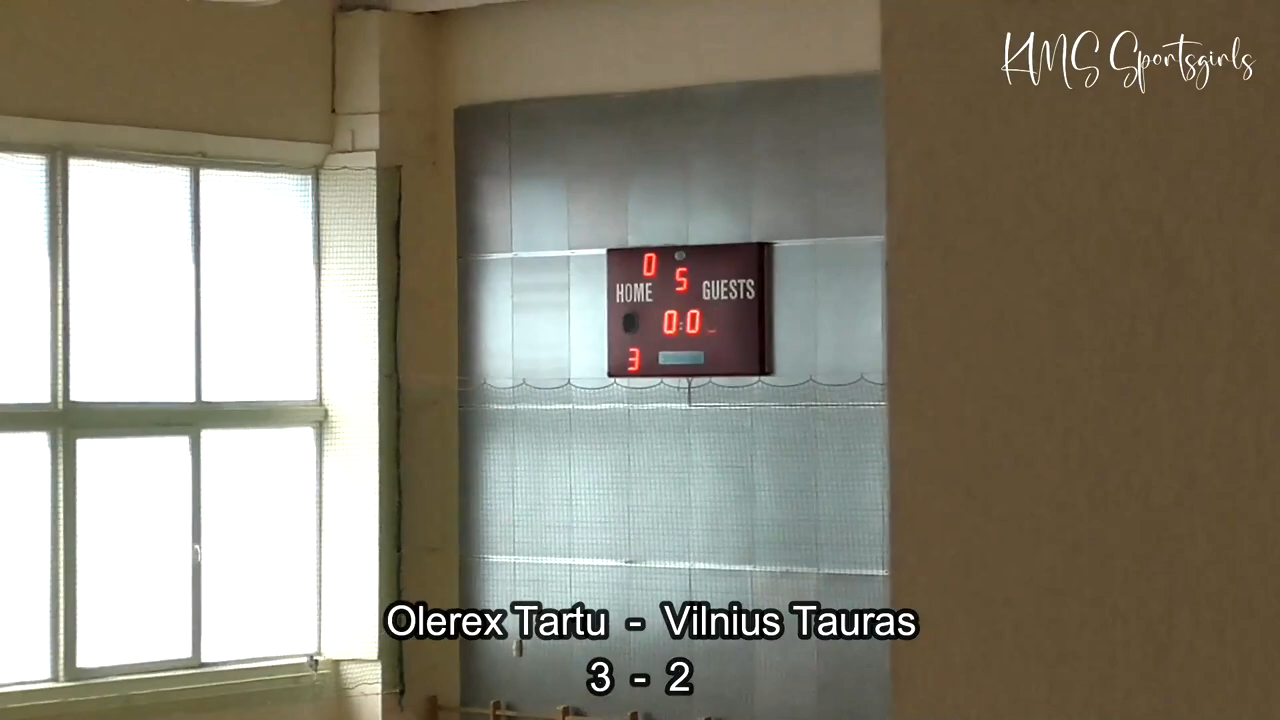 KMS Sportsgirls
0
5
HOME GUESTS
0:0
3
Olerex Tartu - Vilnius Tauras
3 - 2